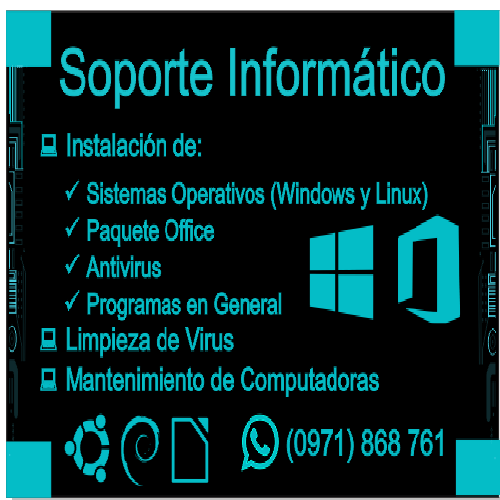 Soporte Informático
Instalación de:
✓ Sistemas Operativos (Windows y Linux)
✓ Paquete Office
✓ Antivirus
✓ Programas en General
Limpieza de Virus
Mantenimiento de Computadoras
(0971) 868 761